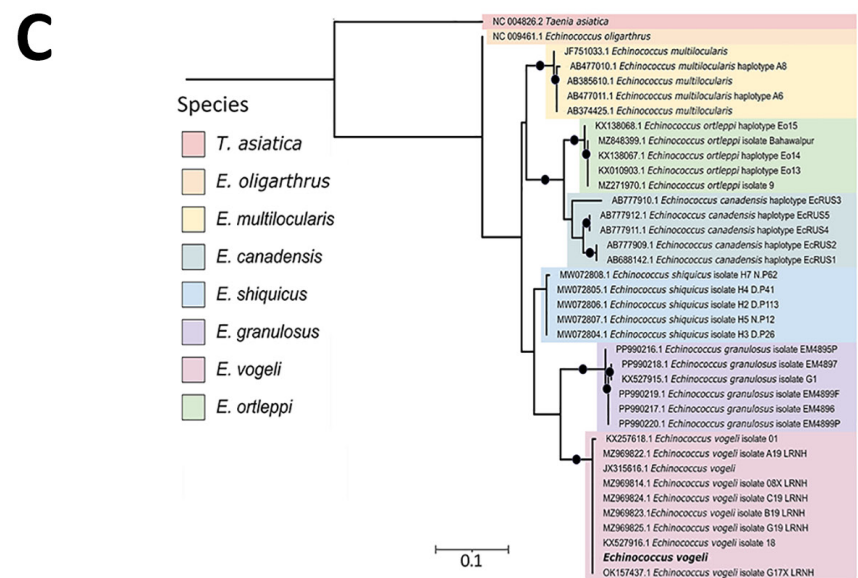 C
NC 004826.2 Taenia asiatica
NC 009461.1 Echinococcus oligarthrus
JF751033.1 Echinococcus multilocularis
AB477010.1 Echinococcus multilocularis haplotype A8
AB385610.1 Echinococcus multilocularis
AB477011.1 Echinococcus multilocularis haplotype A6
AB374425.1 Echinococcus multilocularis
KX138068.1 Echinococcus ortleppi haplotype Eo15
MZ848399.1 Echinococcus ortleppi isolate Bahawalpur
KX138067.1 Echinococcus ortleppi haplotype Eo14
KX010903.1 Echinococcus ortleppi haplotype Eo13
MZ271970.1 Echinococcus ortleppi isolate 9
AB777910.1 Echinococcus canadensis haplotype EcRUS3
AB777912.1 Echinococcus canadensis haplotype EcRUS5
AB777911.1 Echinococcus canadensis haplotype EcRUS4
AB777909.1 Echinococcus canadensis haplotype EcRUS2
AB688142.1 Echinococcus canadensis haplotype EcRUS1
MW072808.1 Echinococcus shiquicus isolate H7 N.P62
MW072805.1 Echinococcus shiquicus isolate H4 D.P41
MW072806.1 Echinococcus shiquicus isolate H2 D.P113
MW072807.1 Echinococcus shiquicus isolate H5 N.P12
MW072804.1 Echinococcus shiquicus isolate H3 D.P26
PP990216.1 Echinococcus granulosus isolate EM4895P
PP990218.1 Echinococcus granulosus isolate EM4897
KX527915.1 Echinococcus granulosus isolate G1
PP990219.1 Echinococcus granulosus isolate EM4899F
PP990217.1 Echinococcus granulosus isolate EM4896
PP990220.1 Echinococcus granulosus isolate EM4899P
KX257618.1 Echinococcus vogeli isolate 01
MZ969822.1 Echinococcus vogeli isolate A19 LRNH
JX315616.1 Echinococcus vogeli
MZ969814.1 Echinococcus vogeli isolate 08X LRNH
MZ969824.1 Echinococcus vogeli isolate C19 LRNH
MZ969823.1Echinococcus vogeli isolate B19 LRNH
MZ969825.1 Echinococcus vogeli isolate G19 LRNH
KX527916.1 Echinococcus vogeli isolate 18
Echinococcus vogeli
OK157437.1 Echinococcus vogeli isolate G17X LRNH
Species
T. asiatica
E. oligarthrus
E. multilocularis
E. canadensis
E. shiquicus
E. granulosus
E. vogeli
E. ortleppi
0.1